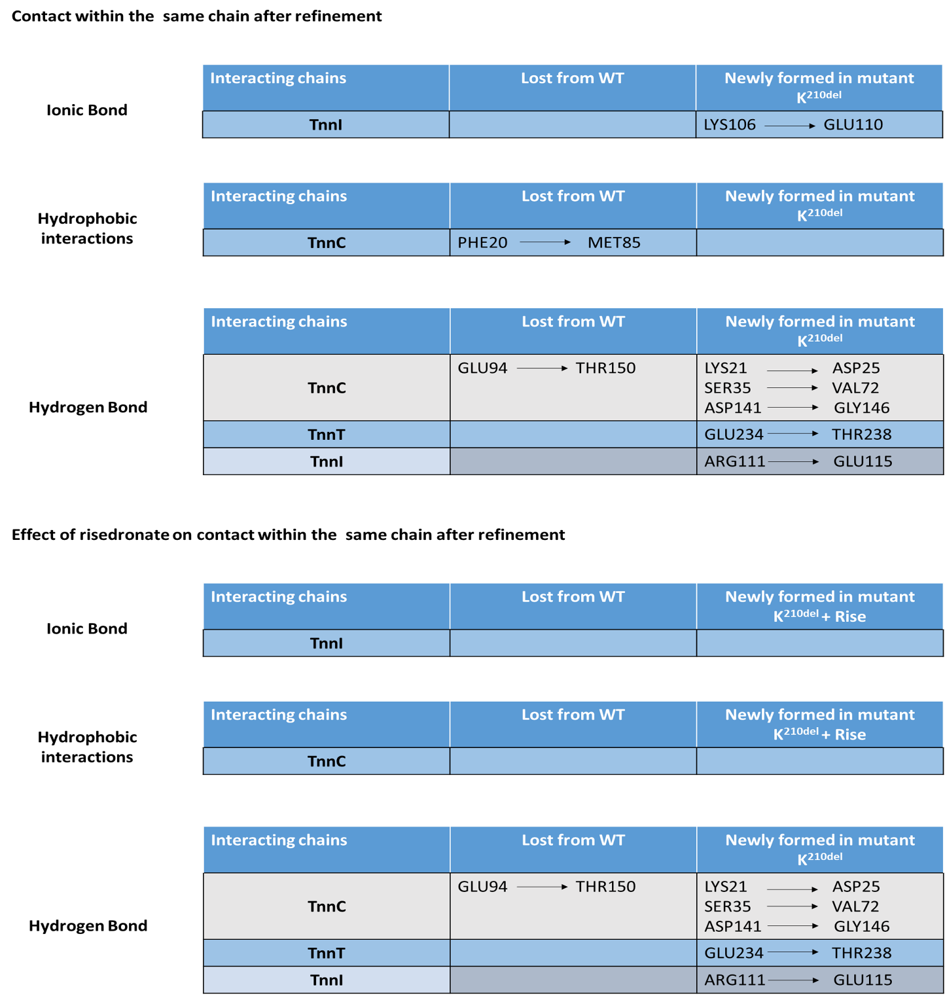 Contact within the same chain after refinement
Ionic Bond
Interacting chains Lost from WT Newly formed in mutant
K210del
TnnI LYS106 GLU110
Hydrophobic
interactions
Interacting chains Lost from WT Newly formed in mutant
K210del
TnnC PHE20 MET85
Hydrogen Bond
Interacting chains Lost from WT Newly formed in mutant
K210del
TnnC GLU94 THR150 LYS21 ASP25
SER35 VAL72
ASP141 GLY146
TnnT GLU234 THR238
TnnI ARG111 GLU115
Effect of risedronate on contact within the same chain after refinement
Ionic Bond
Interacting chains Lost from WT Newly formed in mutant
K210del + Rise
TnnI
Hydrophobic
interactions
Interacting chains Lost from WT Newly formed in mutant
K210del + Rise
TnnC
Hydrogen Bond
Interacting chains Lost from WT Newly formed in mutant
K210del
TnnC GLU94 THR150 LYS21 ASP25
SER35 VAL72
ASP141 GLY146
TnnT GLU234 THR238
TnnI ARG111 GLU115